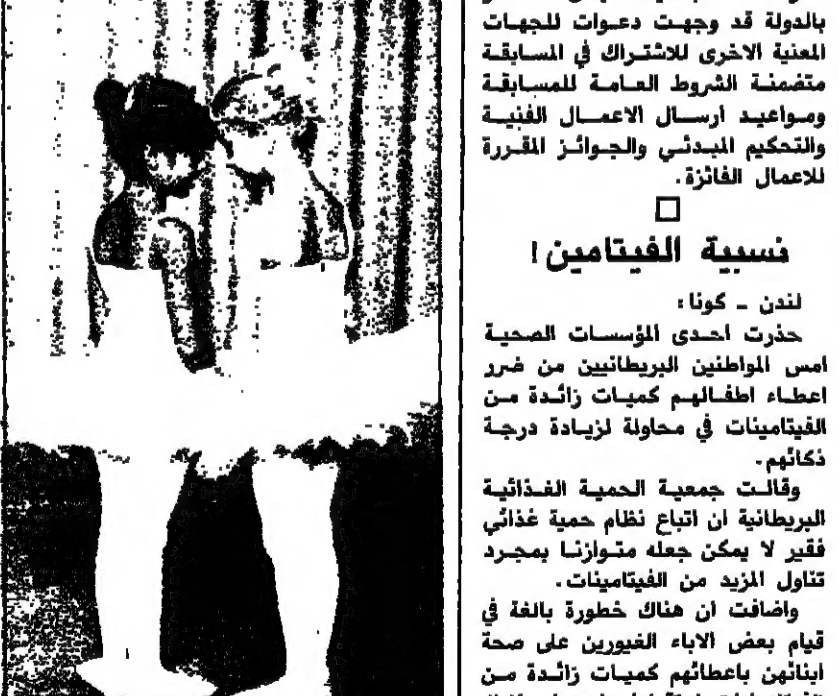 بالدولة قد وجهت دعوات للجهات
المعنية الاخرى للاشتراك في المسابقة
متضمنة الشروط العامة للمسابقة
ومواعيد ارسال الاعمال الفنية
والتحكيم المبدئي والجوائز المقررة
للاعمال الفائزة.
نسبية الفيتامين!
لندن - كونا:
حذرت احدى المؤسسات الصحية
امس المواطنين البريطانيين من ضرر
اعطاء اطفالهم كميات زائدة من
الفيتامينات في محاولة لزيادة درجة
ذكائهم.
وقالت جمعية الحمية الغذائية
البريطانية ان اتباع نظام حمية غذائي
فقير لا يمكن جعله متوازنا بمجرد
تناول المزيد من الفيتامينات.
واضافت ان هناك خطورة بالغة في
قيام بعض الاباء الغيورين على صحة
ابنائهن باعطائهم كميات زائدة من